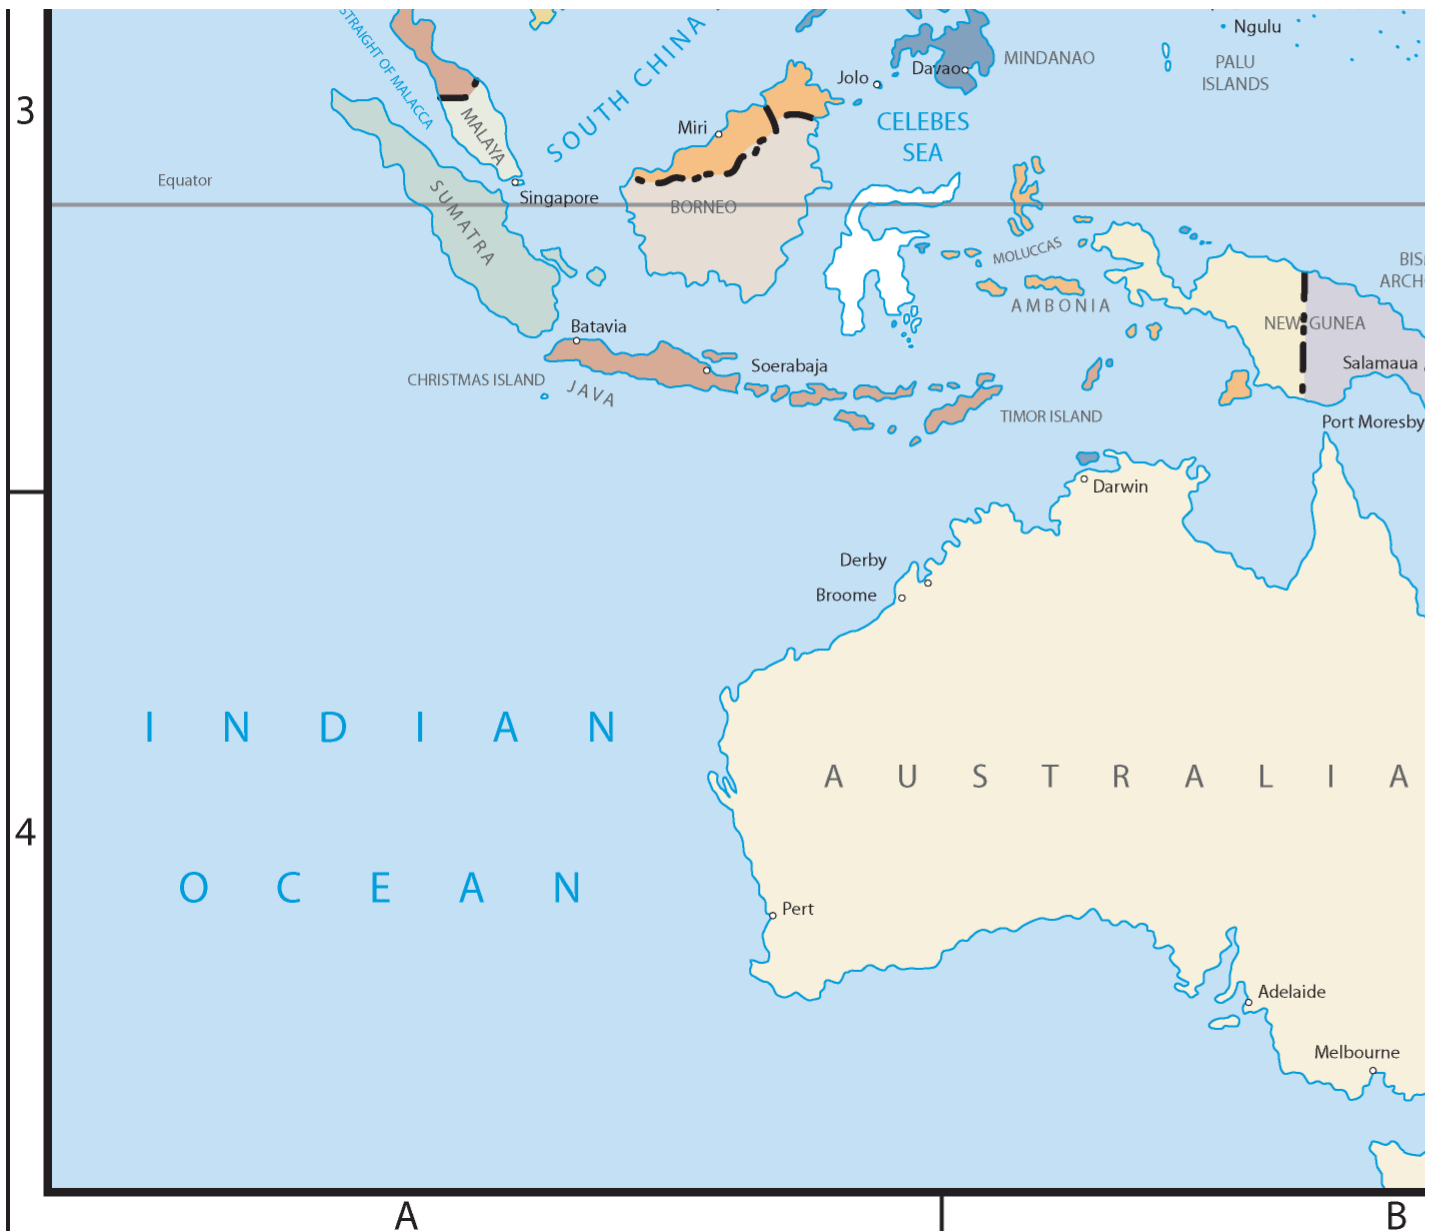 Ngulu
MINDANAO
PALU
ISLANDS
Davao
Jolo
STRAIGHT OF MALACCA
SOUTH CHINA
3
CELEBES
SEA
Miri
MALAYA
Equator
Singapore
SUMATRA
BORNEO
MOLUCCAS
AMBONIA
BIS
ARCH
NEW GUNEA
Batavia
Soerabaja
Salamaua
CHRISTMAS ISLAND
JAVA
TIMOR ISLAND
Port Moresby
Darwin
Derby
Broome
INDIAN
AUSTRALIA
4
OCEAN
Pert
Adelaide
Melbourne
A
B